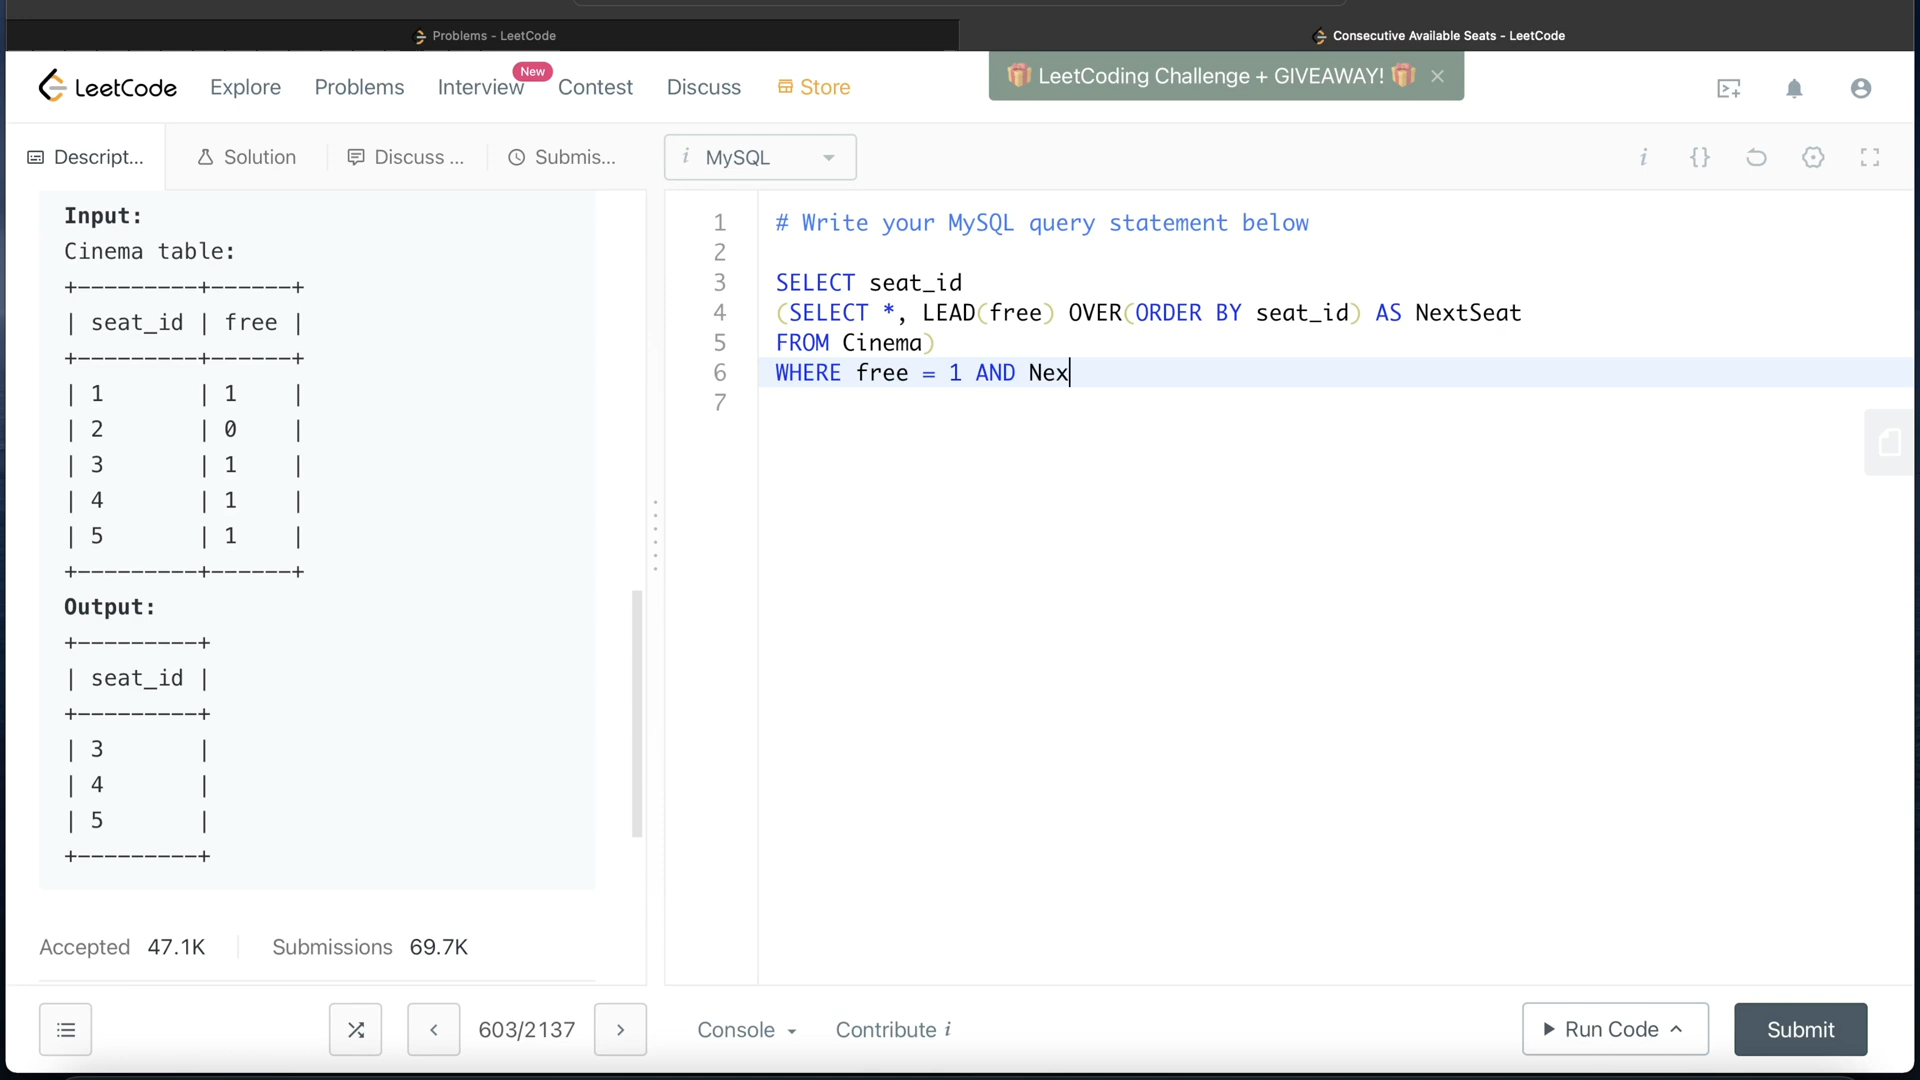 Problems - LeetCode
Consecutive Available Seats - LeetCode
LeetCode
Explore
Problems
Interview
New
Contest
Discuss
Store
LeetCoding Challenge + GIVEAWAY!
Descript...
Solution
Discuss ...
Submis...
i MySQL
i {}
Input:
Cinema table:
+---------+------+
| seat_id | free |
+---------+------+
| 1 | 1 |
| 2 | 0 |
| 3 | 1 |
| 4 | 1 |
| 5 | 1 |
+---------+------+
Output:
+---------+
| seat_id |
+---------+
| 3 |
| 4 |
| 5 |
+---------+
Accepted 47.1K
Submissions 69.7K
1 # Write your MySQL query statement below
2
3 SELECT seat_id
4 (SELECT *, LEAD(free) OVER(ORDER BY seat_id) AS NextSeat
5 FROM Cinema)
6 WHERE free = 1 AND Nex
7
603/2137
Console
Contribute i
Run Code
Submit